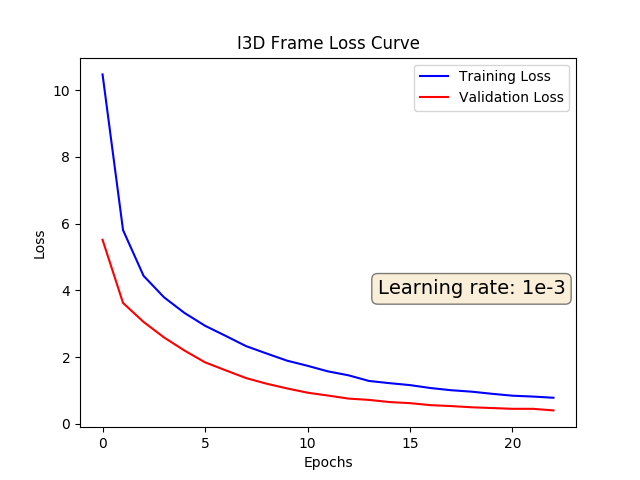 I3D Frame Loss Curve
Training Loss
Validation Loss
10
8
6
4
2
0
Loss
Learning rate: 1e-3
0
5
10
15
20
Epochs